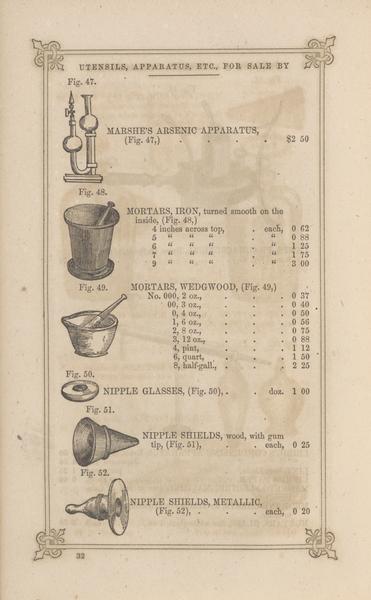 UTENSILS, APPARATUS, ETC., FOR SALE BY
Fig. 47.
MARSHE'S ARSENIC APPARATUS,
(Fig. 47,) . . . . $2 50
Fig. 48.
MORTARS, IRON, turned smooth on the
inside, (Fig. 48,)
4 inches across top, . each, 0 62
5 " " " . " 0 88
6 " " " . " 1 25
7 " " " . " 1 75
9 " " " . " 3 00
Fig. 49.
MORTARS, WEDGWOOD, (Fig. 49,)
No. 000, 2 oz., . . . 0 37
00, 3 oz., . . . 0 40
0, 4 oz., . . . 0 50
1, 6 oz., . . . 0 56
2, 8 oz., . . . 0 75
3, 12 oz., . . . 0 88
4, pint, . . . 1 12
6, quart, . . . 1 50
8, half-gall., . . . 2 25
Fig. 50.
NIPPLE GLASSES, (Fig. 50), . . doz. 1 00
Fig. 51.
NIPPLE SHIELDS, wood, with gum
tip, (Fig. 51), . . each, 0 25
Fig. 52.
NIPPLE SHIELDS, METALLIC,
(Fig. 52), . . . each, 0 20
32